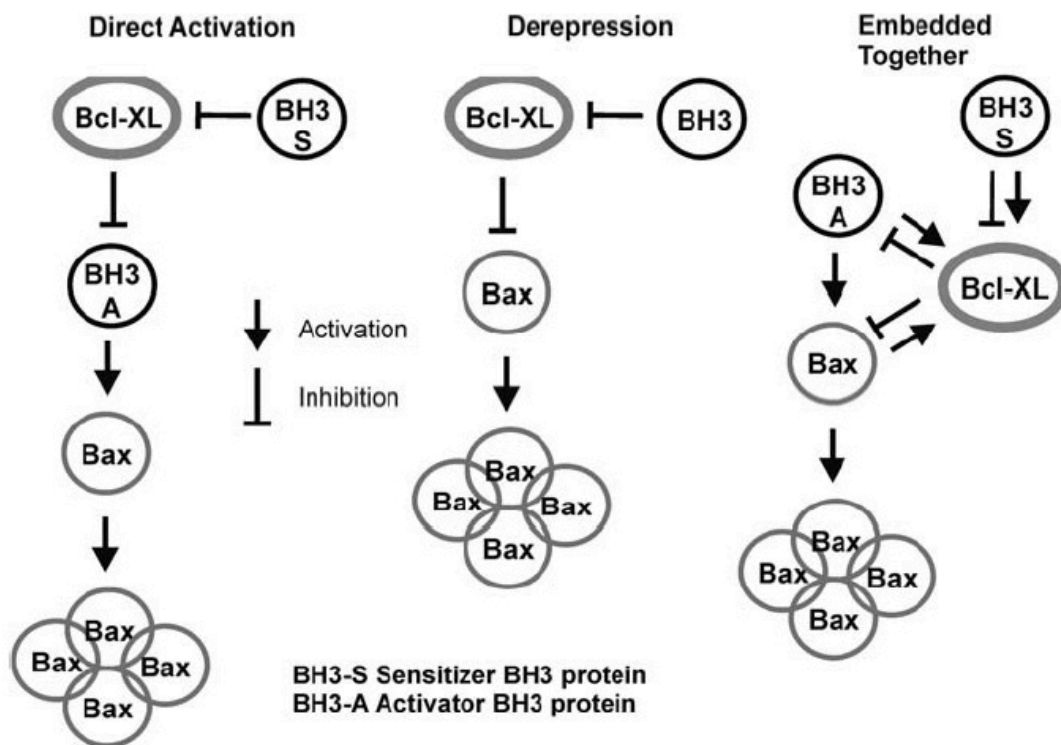 Direct Activation
Bcl-XL
BH3
S
BH3
A
Bax
Bax
Bax
Bax
Bax
Activation
Inhibition
Derepression
Bcl-XL
BH3
Bax
Bax
Bax
Bax
Bax
Embedded
Together
BH3
S
BH3
A
Bcl-XL
Bax
Bax
Bax
Bax
Bax
BH3-S Sensitizer BH3 protein
BH3-A Activator BH3 protein